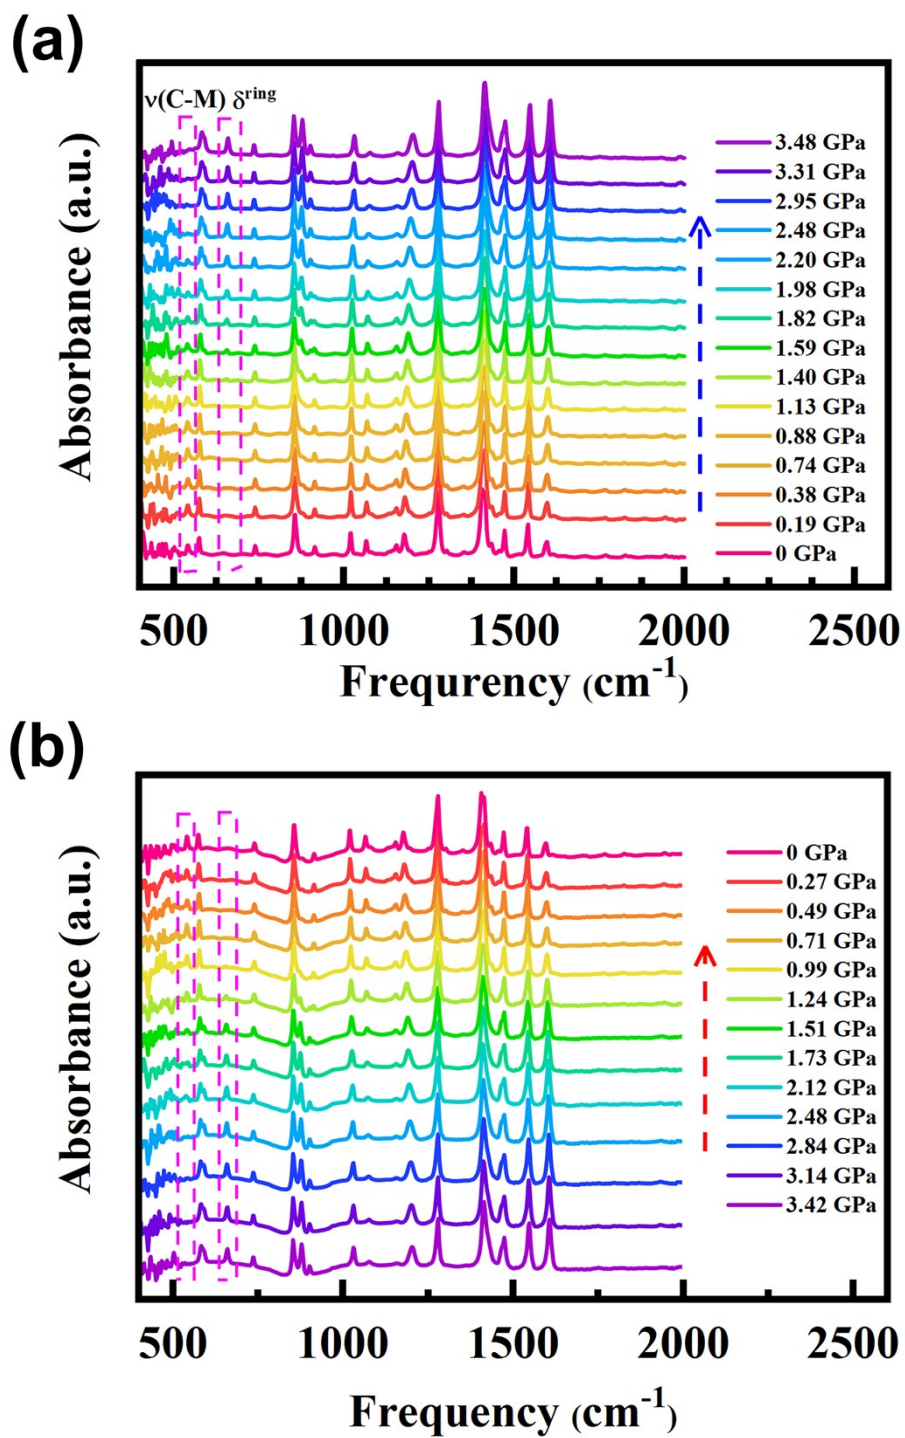 (a)
ν(C-M) δring
Absorbance (a.u.)
3.48 GPa
3.31 GPa
2.95 GPa
2.48 GPa
2.20 GPa
1.98 GPa
1.82 GPa
1.59 GPa
1.40 GPa
1.13 GPa
0.88 GPa
0.74 GPa
0.38 GPa
0.19 GPa
0 GPa
500 1000 1500 2000 2500
Frequrency (cm-1)
(b)
Absorbance (a.u.)
0 GPa
0.27 GPa
0.49 GPa
0.71 GPa
0.99 GPa
1.24 GPa
1.51 GPa
1.73 GPa
2.12 GPa
2.48 GPa
2.84 GPa
3.14 GPa
3.42 GPa
500 1000 1500 2000 2500
Frequency (cm-1)